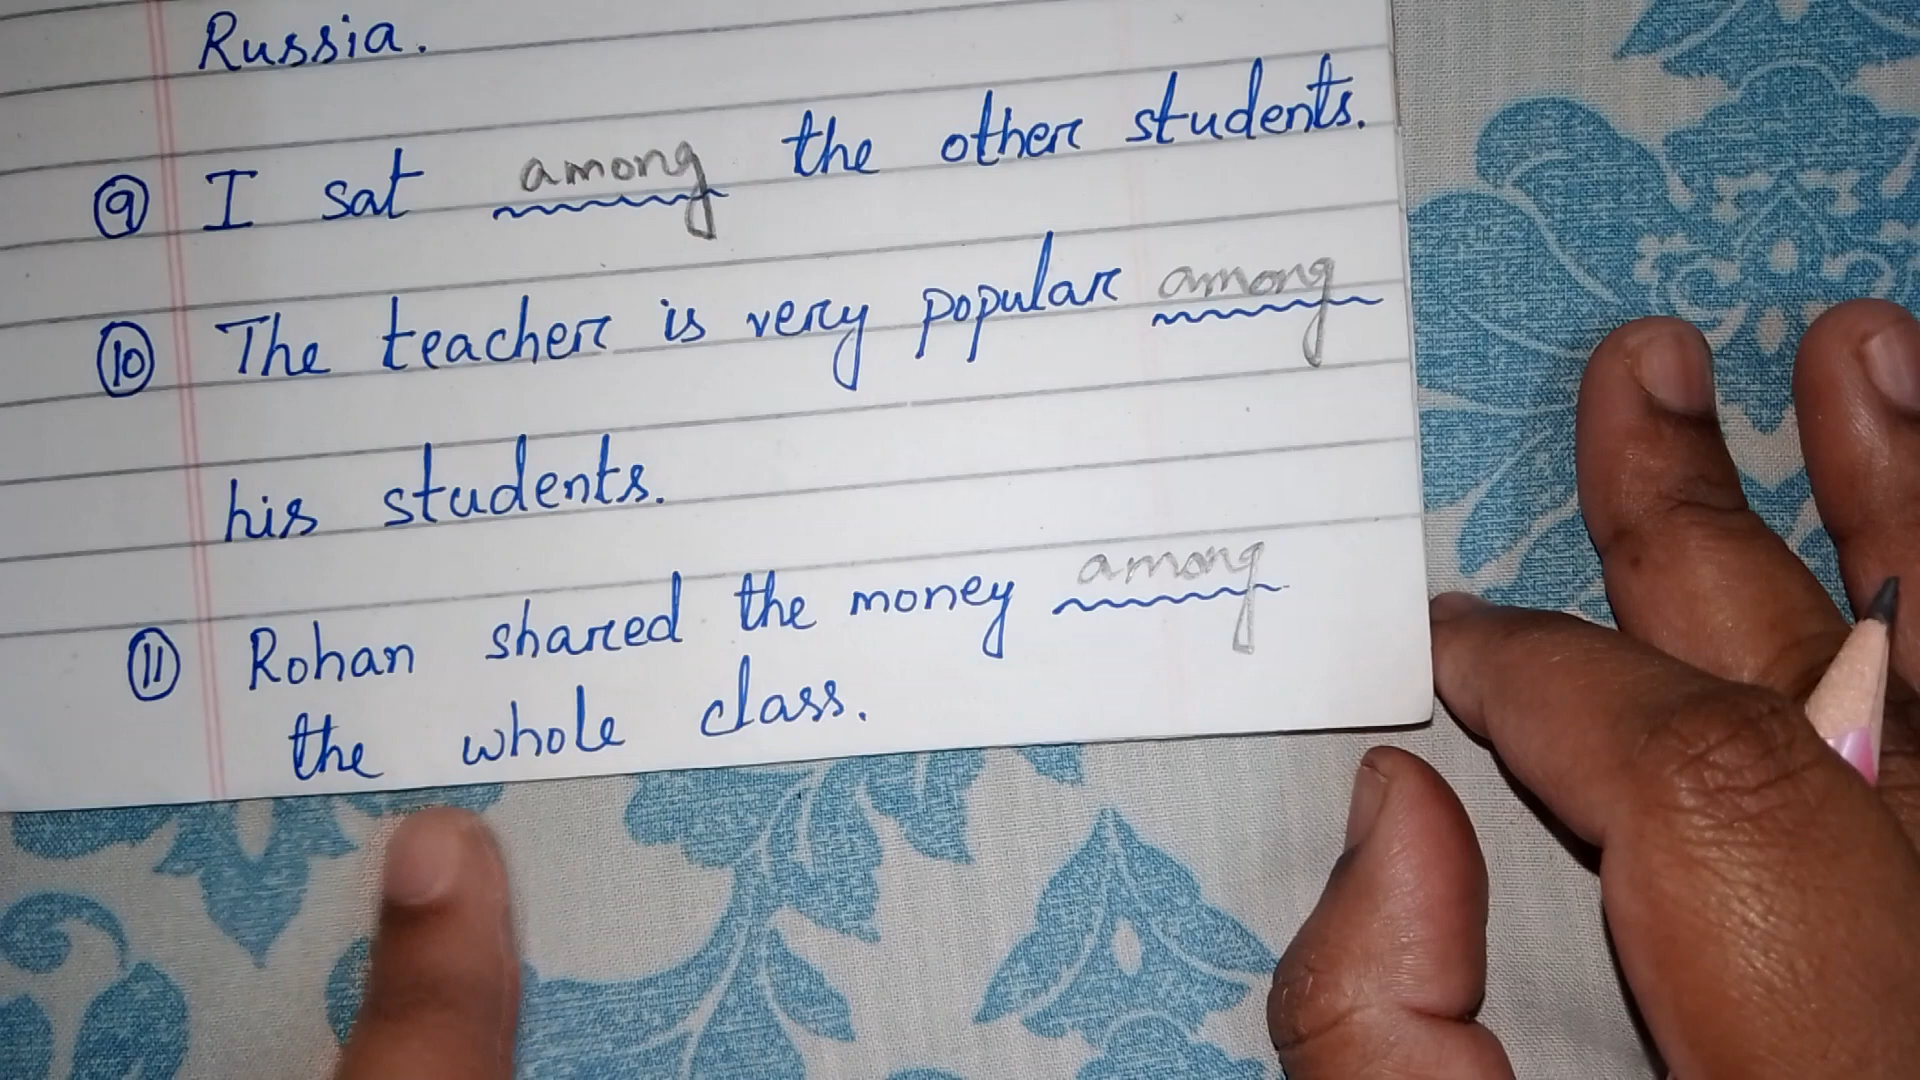 Russia.
⑨ I sat among the other students.
⑩ The teacher is very popular among
his students.
⑪ Rohan shared the money among
the whole class.